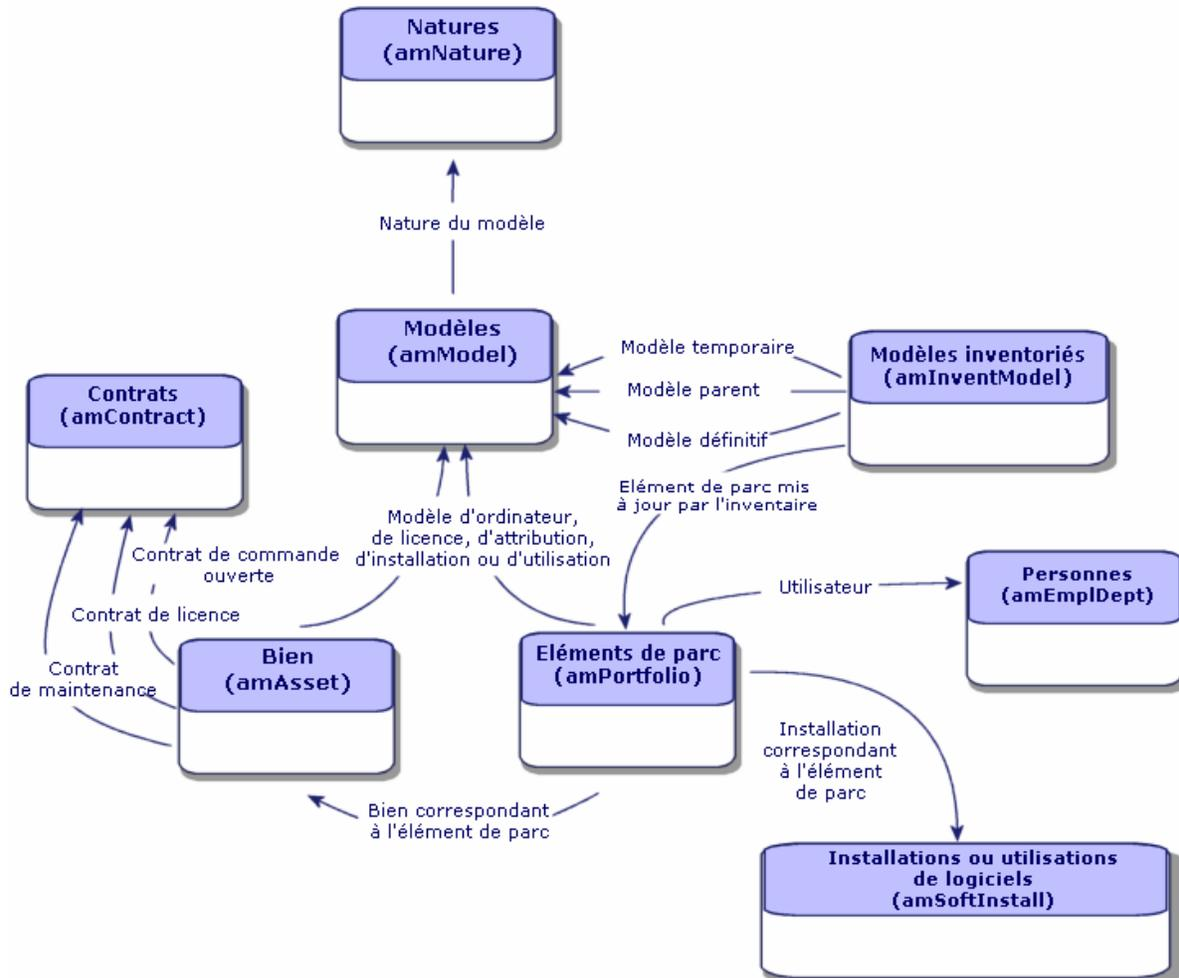 Natures
(amNature)
Nature du modèle
Modèles
(amModel)
Modèle temporaire
Modèle parent
Modèle définitif
Modèles inventoriés
(amInventModel)
Contrats
(amContract)
Elément de parc mis
à jour par l'inventaire
Modèle d'ordinateur,
de licence, d'attribution,
d'installation ou d'utilisation
Contrat de commande
ouverte
Contrat de licence
Contrat
de maintenance
Utilisateur
Personnes
(amEmplDept)
Bien
(amAsset)
Eléments de parc
(amPortfolio)
Installation
correspondant
à l'élément
de parc
Bien correspondant
à l'élément de parc
Installations ou utilisations
de logiciels
(amSoftInstall)